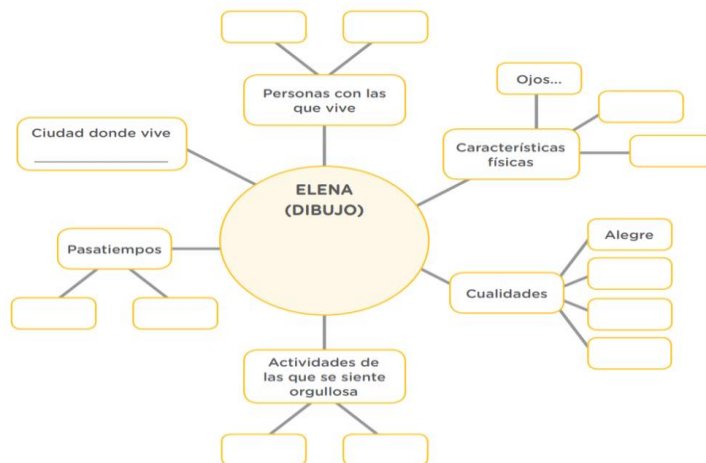 Personas con las
que vive
Ojos...
Ciudad donde vive
Características
físicas
ELENA
(DIBUJO)
Pasatiempos
Alegre
Cualidades
Actividades de
las que se siente
orgullosa